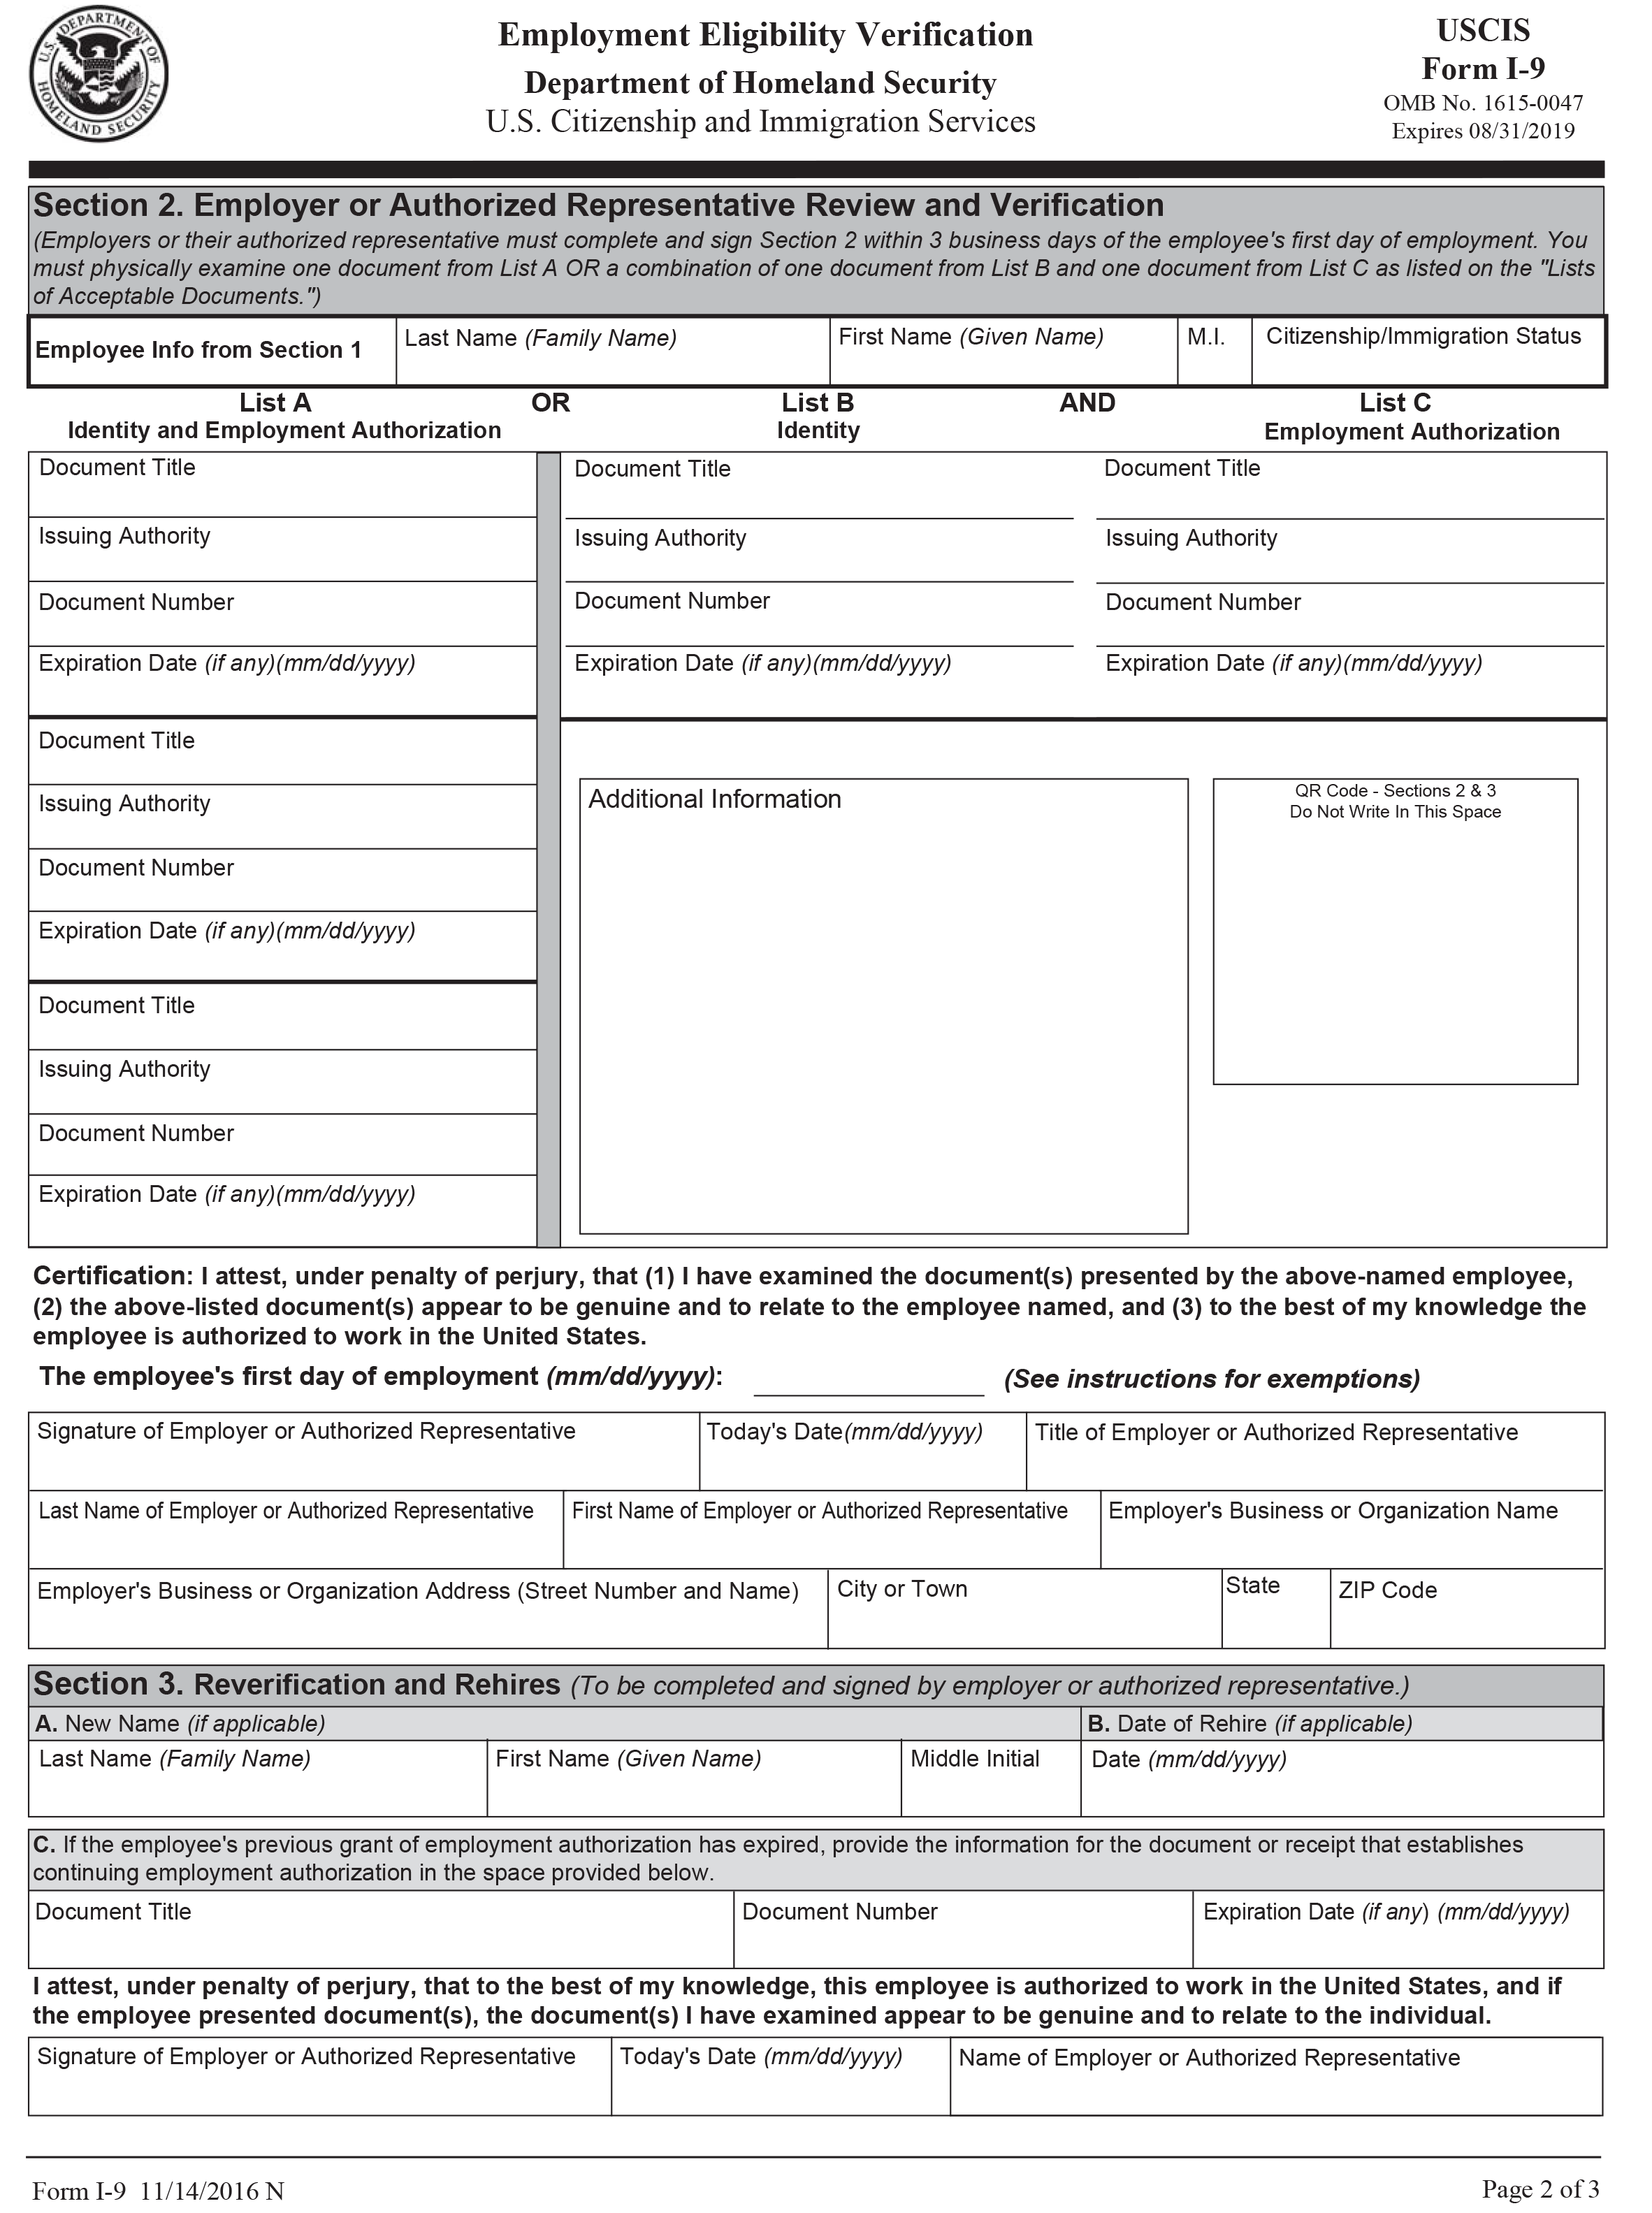 U.S. DEPARTMENT OF HOMELAND SECURITY
Employment Eligibility Verification
Department of Homeland Security
U.S. Citizenship and Immigration Services
USCIS
Form I-9
OMB No. 1615-0047
Expires 08/31/2019
Section 2. Employer or Authorized Representative Review and Verification
(Employers or their authorized representative must complete and sign Section 2 within 3 business days of the employee's first day of employment. You
must physically examine one document from List A OR a combination of one document from List B and one document from List C as listed on the "Lists
of Acceptable Documents.")
Employee Info from Section 1
Last Name (Family Name)
First Name (Given Name)
M.I.
Citizenship/Immigration Status
List A
Identity and Employment Authorization
OR
List B
Identity
AND
List C
Employment Authorization
Document Title
Issuing Authority
Document Number
Expiration Date (if any)(mm/dd/yyyy)
Document Title
Issuing Authority
Document Number
Expiration Date (if any)(mm/dd/yyyy)
Document Title
Issuing Authority
Document Number
Expiration Date (if any)(mm/dd/yyyy)
Document Title
Issuing Authority
Document Number
Expiration Date (if any)(mm/dd/yyyy)
Document Title
Issuing Authority
Document Number
Expiration Date (if any)(mm/dd/yyyy)
Additional Information
QR Code - Sections 2 & 3
Do Not Write In This Space
Certification: I attest, under penalty of perjury, that (1) I have examined the document(s) presented by the above-named employee,
(2) the above-listed document(s) appear to be genuine and to relate to the employee named, and (3) to the best of my knowledge the
employee is authorized to work in the United States.
The employee's first day of employment (mm/dd/yyyy):
(See instructions for exemptions)
Signature of Employer or Authorized Representative
Today's Date(mm/dd/yyyy)
Title of Employer or Authorized Representative
Last Name of Employer or Authorized Representative
First Name of Employer or Authorized Representative
Employer's Business or Organization Name
Employer's Business or Organization Address (Street Number and Name)
City or Town
State
ZIP Code
Section 3. Reverification and Rehires (To be completed and signed by employer or authorized representative.)
A. New Name (if applicable)
B. Date of Rehire (if applicable)
Last Name (Family Name)
First Name (Given Name)
Middle Initial
Date (mm/dd/yyyy)
C. If the employee's previous grant of employment authorization has expired, provide the information for the document or receipt that establishes
continuing employment authorization in the space provided below.
Document Title
Document Number
Expiration Date (if any) (mm/dd/yyyy)
I attest, under penalty of perjury, that to the best of my knowledge, this employee is authorized to work in the United States, and if
the employee presented document(s), the document(s) I have examined appear to be genuine and to relate to the individual.
Signature of Employer or Authorized Representative
Today's Date (mm/dd/yyyy)
Name of Employer or Authorized Representative
Form I-9 11/14/2016 N
Page 2 of 3